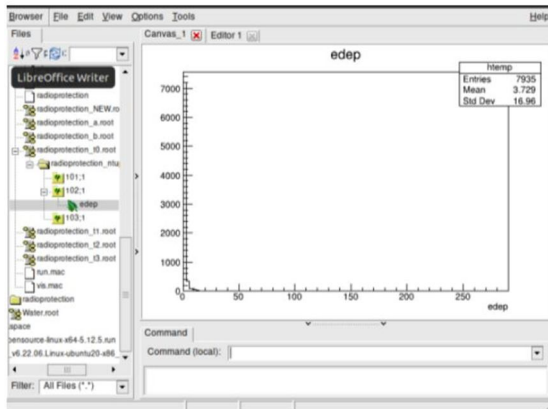 Browser File Edit View Options Tools Help
Files
Canvas_1 Editor 1
LibreOffice Writer
radioprotection
radioprotection_NEW.ro
radioprotection_a.root
radioprotection_b.root
radioprotection_t0.root
radioprotection_ntu
101;1
102;1
edep
103;1
radioprotection_t1.root
radioprotection_t2.root
radioprotection_t3.root
run.mac
vis.mac
radioprotection
Water.root
space
pensource-linux-x64-5.12.5.run
_v6.22.06.Linux-ubuntu20-x86_
Filter: All Files (*.*)
edep
htemp
Entries 7935
Mean 3.729
Std Dev 16.96
7000
6000
5000
4000
3000
2000
1000
0
0 50 100 150 200 250
edep
Command
Command (local):